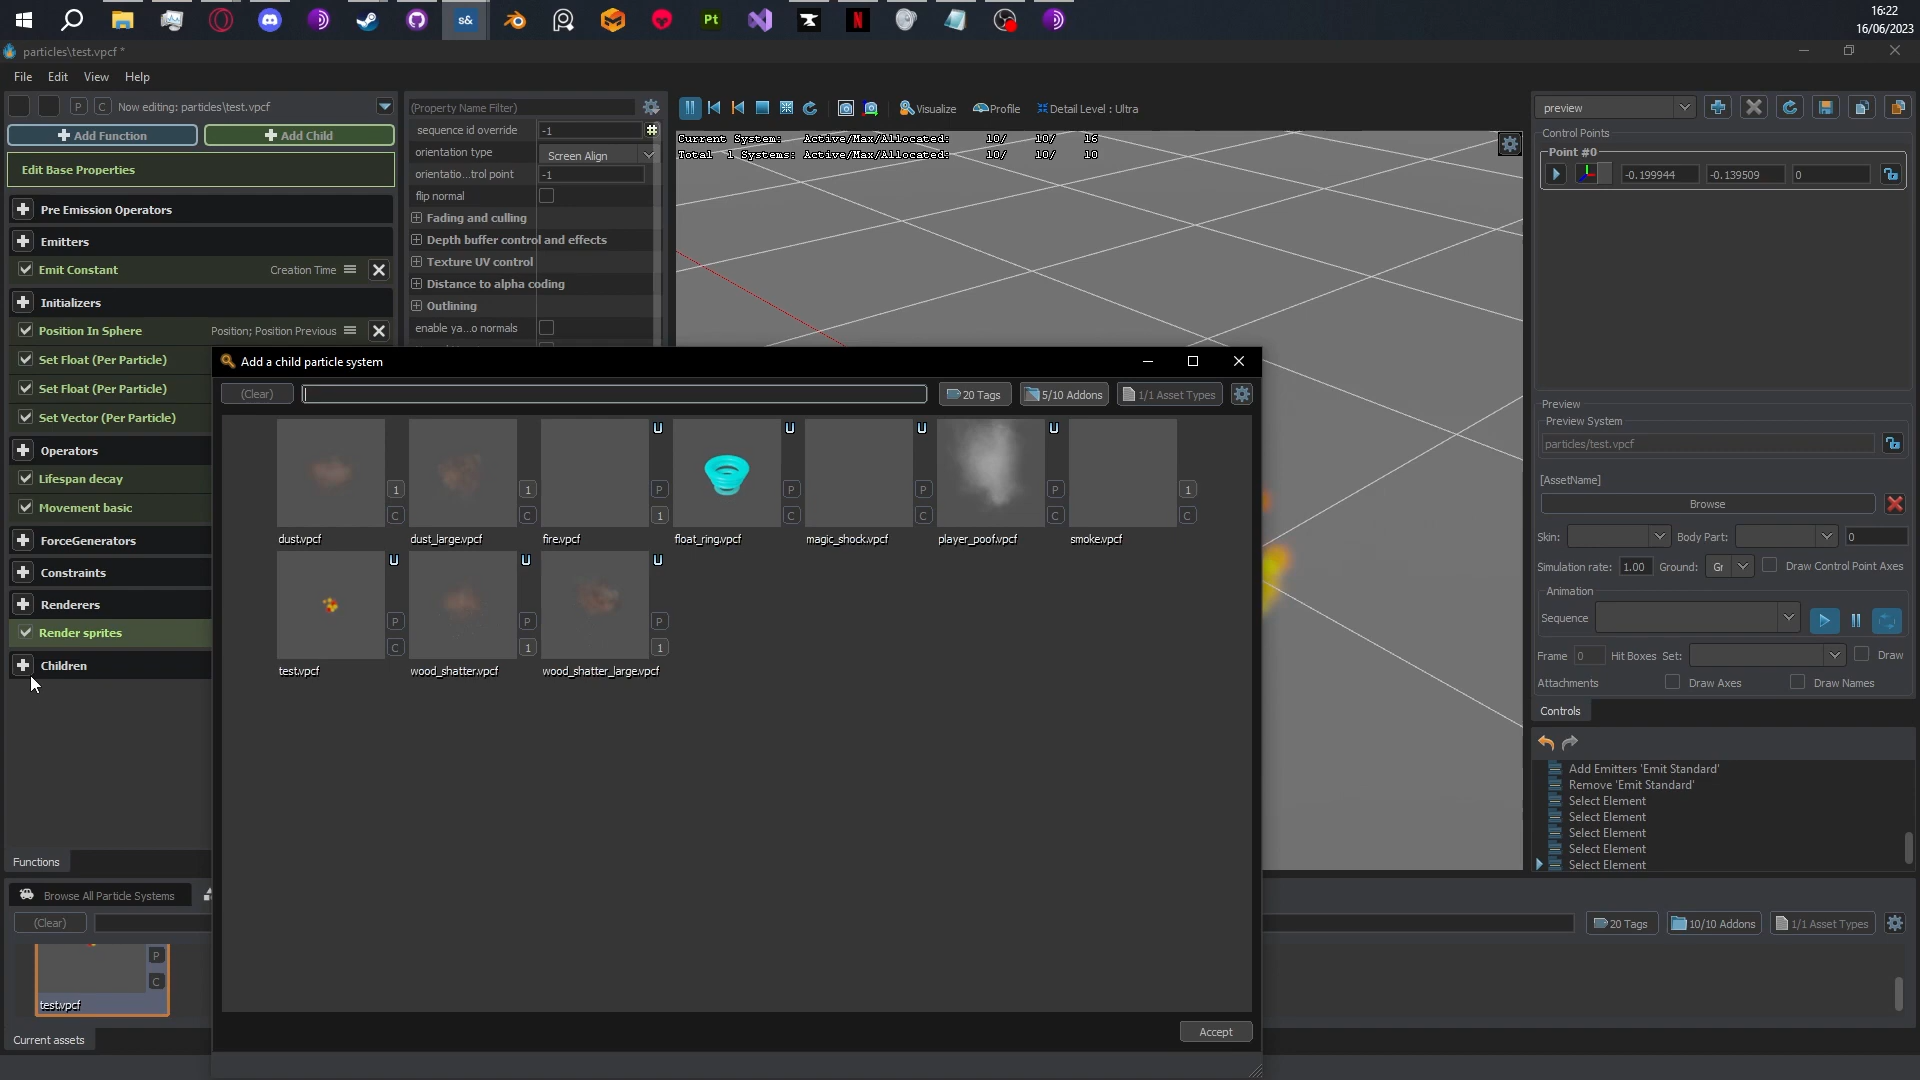 s&
Pt
N
16:22
16/06/2023
particles\test.vpcf *
File Edit View Help
P C Now editing: particles\test.vpcf
Add Function
Add Child
Edit Base Properties
Pre Emission Operators
Emitters
Emit Constant Creation Time
Initializers
Position In Sphere Position; Position Previous
Set Float (Per Particle)
Set Float (Per Particle)
Set Vector (Per Particle)
Operators
Lifespan decay
Movement basic
ForceGenerators
Constraints
Renderers
Render sprites
Children
Functions
Browse All Particle Systems
(Clear)
P
C
test.vpcf
Current assets
(Property Name Filter)
sequence id override -1
orientation type Screen Align
orientatio...trol point -1
flip normal
Fading and culling
Depth buffer control and effects
Texture UV control
Distance to alpha coding
Outlining
enable ya...o normals
Visualize Profile Detail Level : Ultra
Current System: Active/Max/Allocated: 10/ 10/ 16
Total 1 Systems: Active/Max/Allocated: 10/ 10/ 10
Add a child particle system
(Clear) 20 Tags 5/10 Addons 1/1 Asset Types
U U U U
1 1 P P P P 1
C C 1 C C C C
dust.vpcf dust_large.vpcf fire.vpcf float_ring.vpcf magic_shock.vpcf player_poof.vpcf smoke.vpcf
U U U
P P P
C 1 1
test.vpcf wood_shatter.vpcf wood_shatter_large.vpcf
Accept
preview
Control Points
Point #0
-0.199944 -0.139509 0
Preview
Preview System
particles/test.vpcf
[AssetName]
Browse
Skin: Body Part: 0
Simulation rate: 1.00 Ground: Gr Draw Control Point Axes
Animation
Sequence
Frame 0 Hit Boxes Set: Draw
Attachments Draw Axes Draw Names
Controls
Add Emitters 'Emit Standard'
Remove 'Emit Standard'
Select Element
Select Element
Select Element
Select Element
Select Element
20 Tags 10/10 Addons 1/1 Asset Types